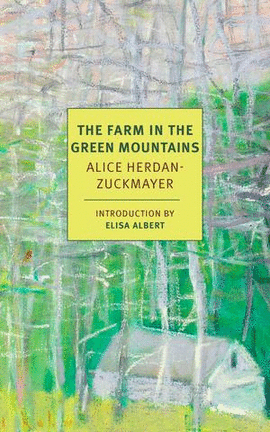 THE FARM IN THE
GREEN MOUNTAINS
ALICE HERDAN-
ZUCKMAYER
INTRODUCTION BY
ELISA ALBERT